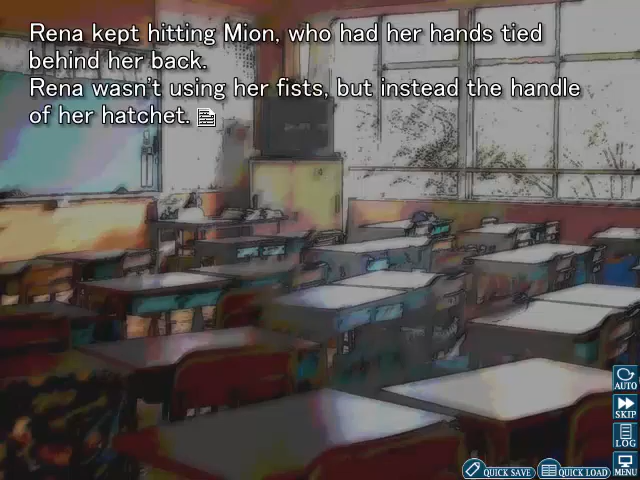 Rena kept hitting Mion, who had her hands tied
behind her back.
Rena wasn't using her fists, but instead the handle
of her hatchet.
AUTO
SKIP
LOG
QUICK SAVE
QUICK LOAD
MENU